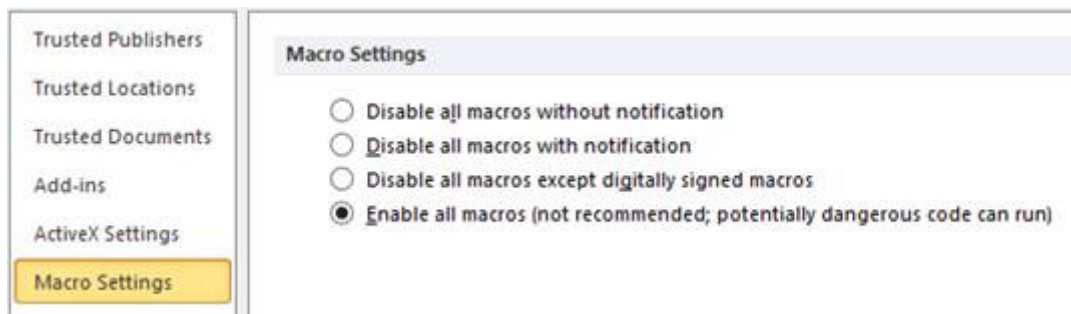 Trusted Publishers
Trusted Locations
Trusted Documents
Add-ins
ActiveX Settings
Macro Settings
Macro Settings
Disable all macros without notification
Disable all macros with notification
Disable all macros except digitally signed macros
Enable all macros (not recommended; potentially dangerous code can run)